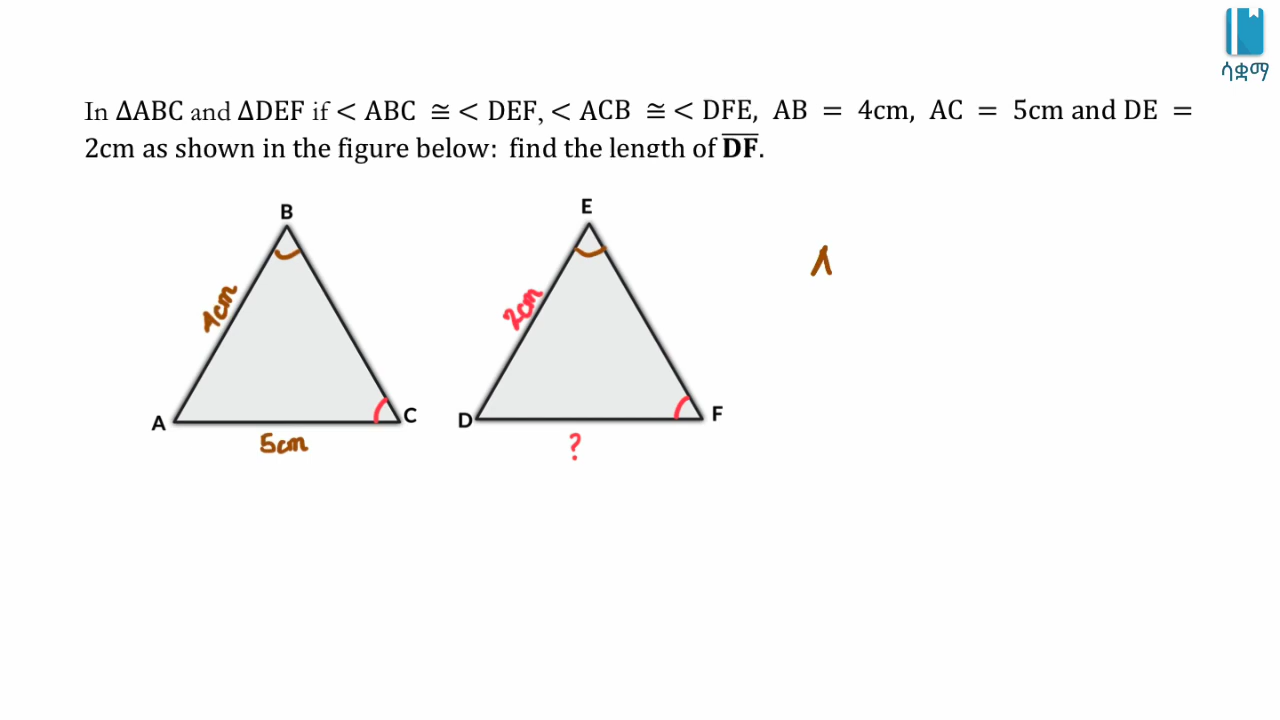 ሳቋማ
In ΔABC and ΔDEF if < ABC ≅ < DEF, < ACB ≅ < DFE, AB = 4cm, AC = 5cm and DE =
2cm as shown in the figure below: find the length of D̅F̅.
B
E
4cm
2cm
A
C
D
F
5cm
?